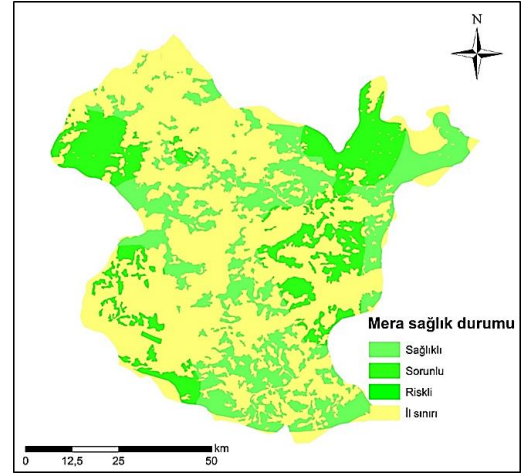 N
Mera sağlık durumu
Sağlıklı
Sorunlu
Riskli
İl sınırı
km
0 12,5 25 50